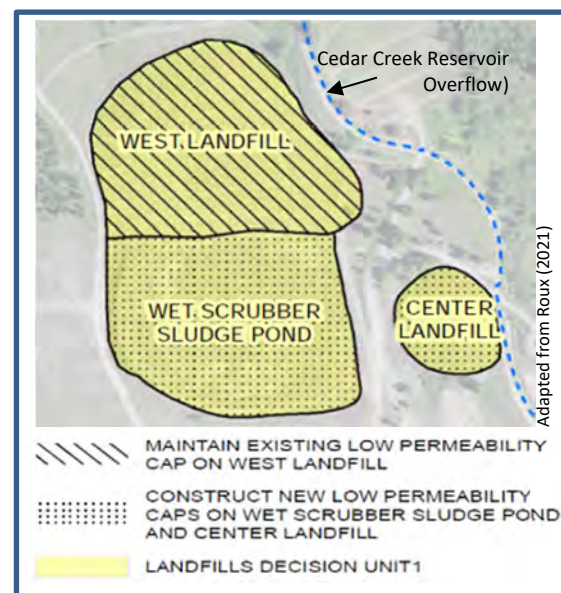 Cedar Creek Reservoir
Overflow)
WEST LANDFILL
WET SCRUBBER
SLUDGE POND
CENTER
LANDFILL
Adapted from Roux (2021)
MAINTAIN EXISTING LOW PERMEABILITY
CAP ON WEST LANDFILL
CONSTRUCT NEW LOW PERMEABILITY
CAPS ON WET SCRUBBER SLUDGE POND
AND CENTER LANDFILL
LANDFILLS DECISION UNIT1